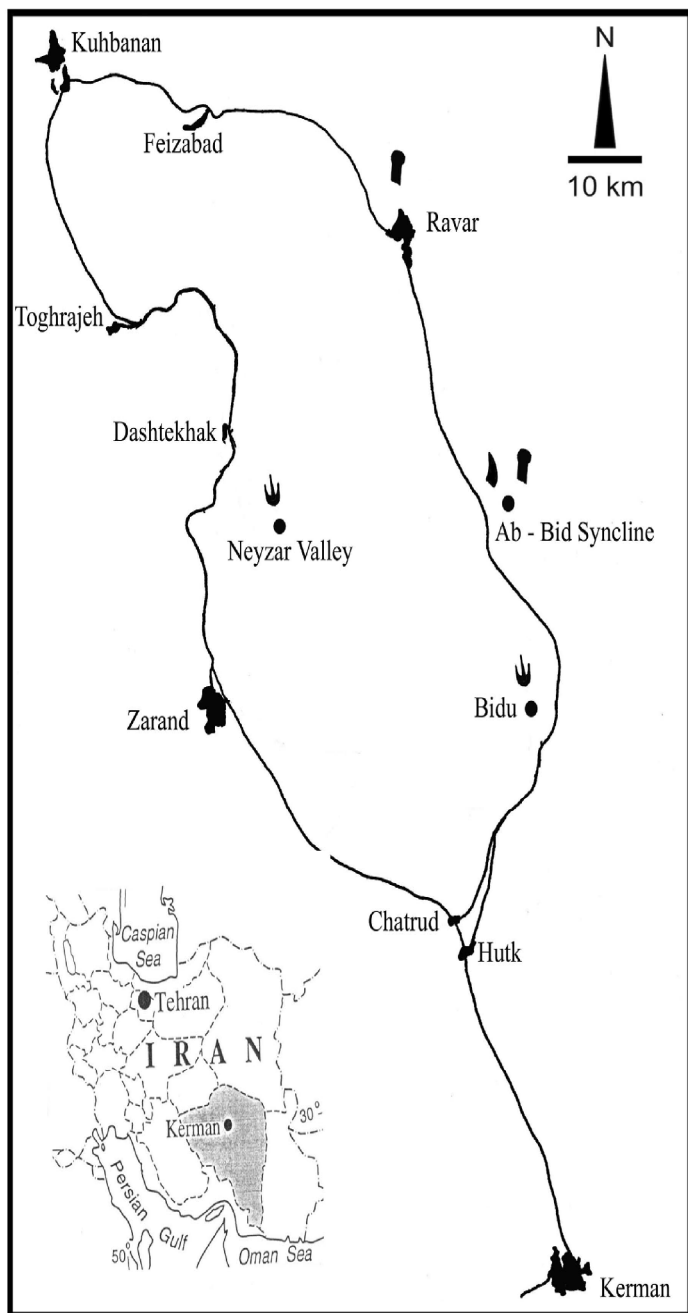 Kuhbanan
N
Feizabad
10 km
Ravar
Toghrajeh
Dashtekhak
Neyzar Valley
Ab - Bid Syncline
Zarand
Bidu
Chatrud
Hutk
Caspian
Sea
Tehran
IRAN
Kerman
30°
Persian Gulf
50°
Oman Sea
Kerman